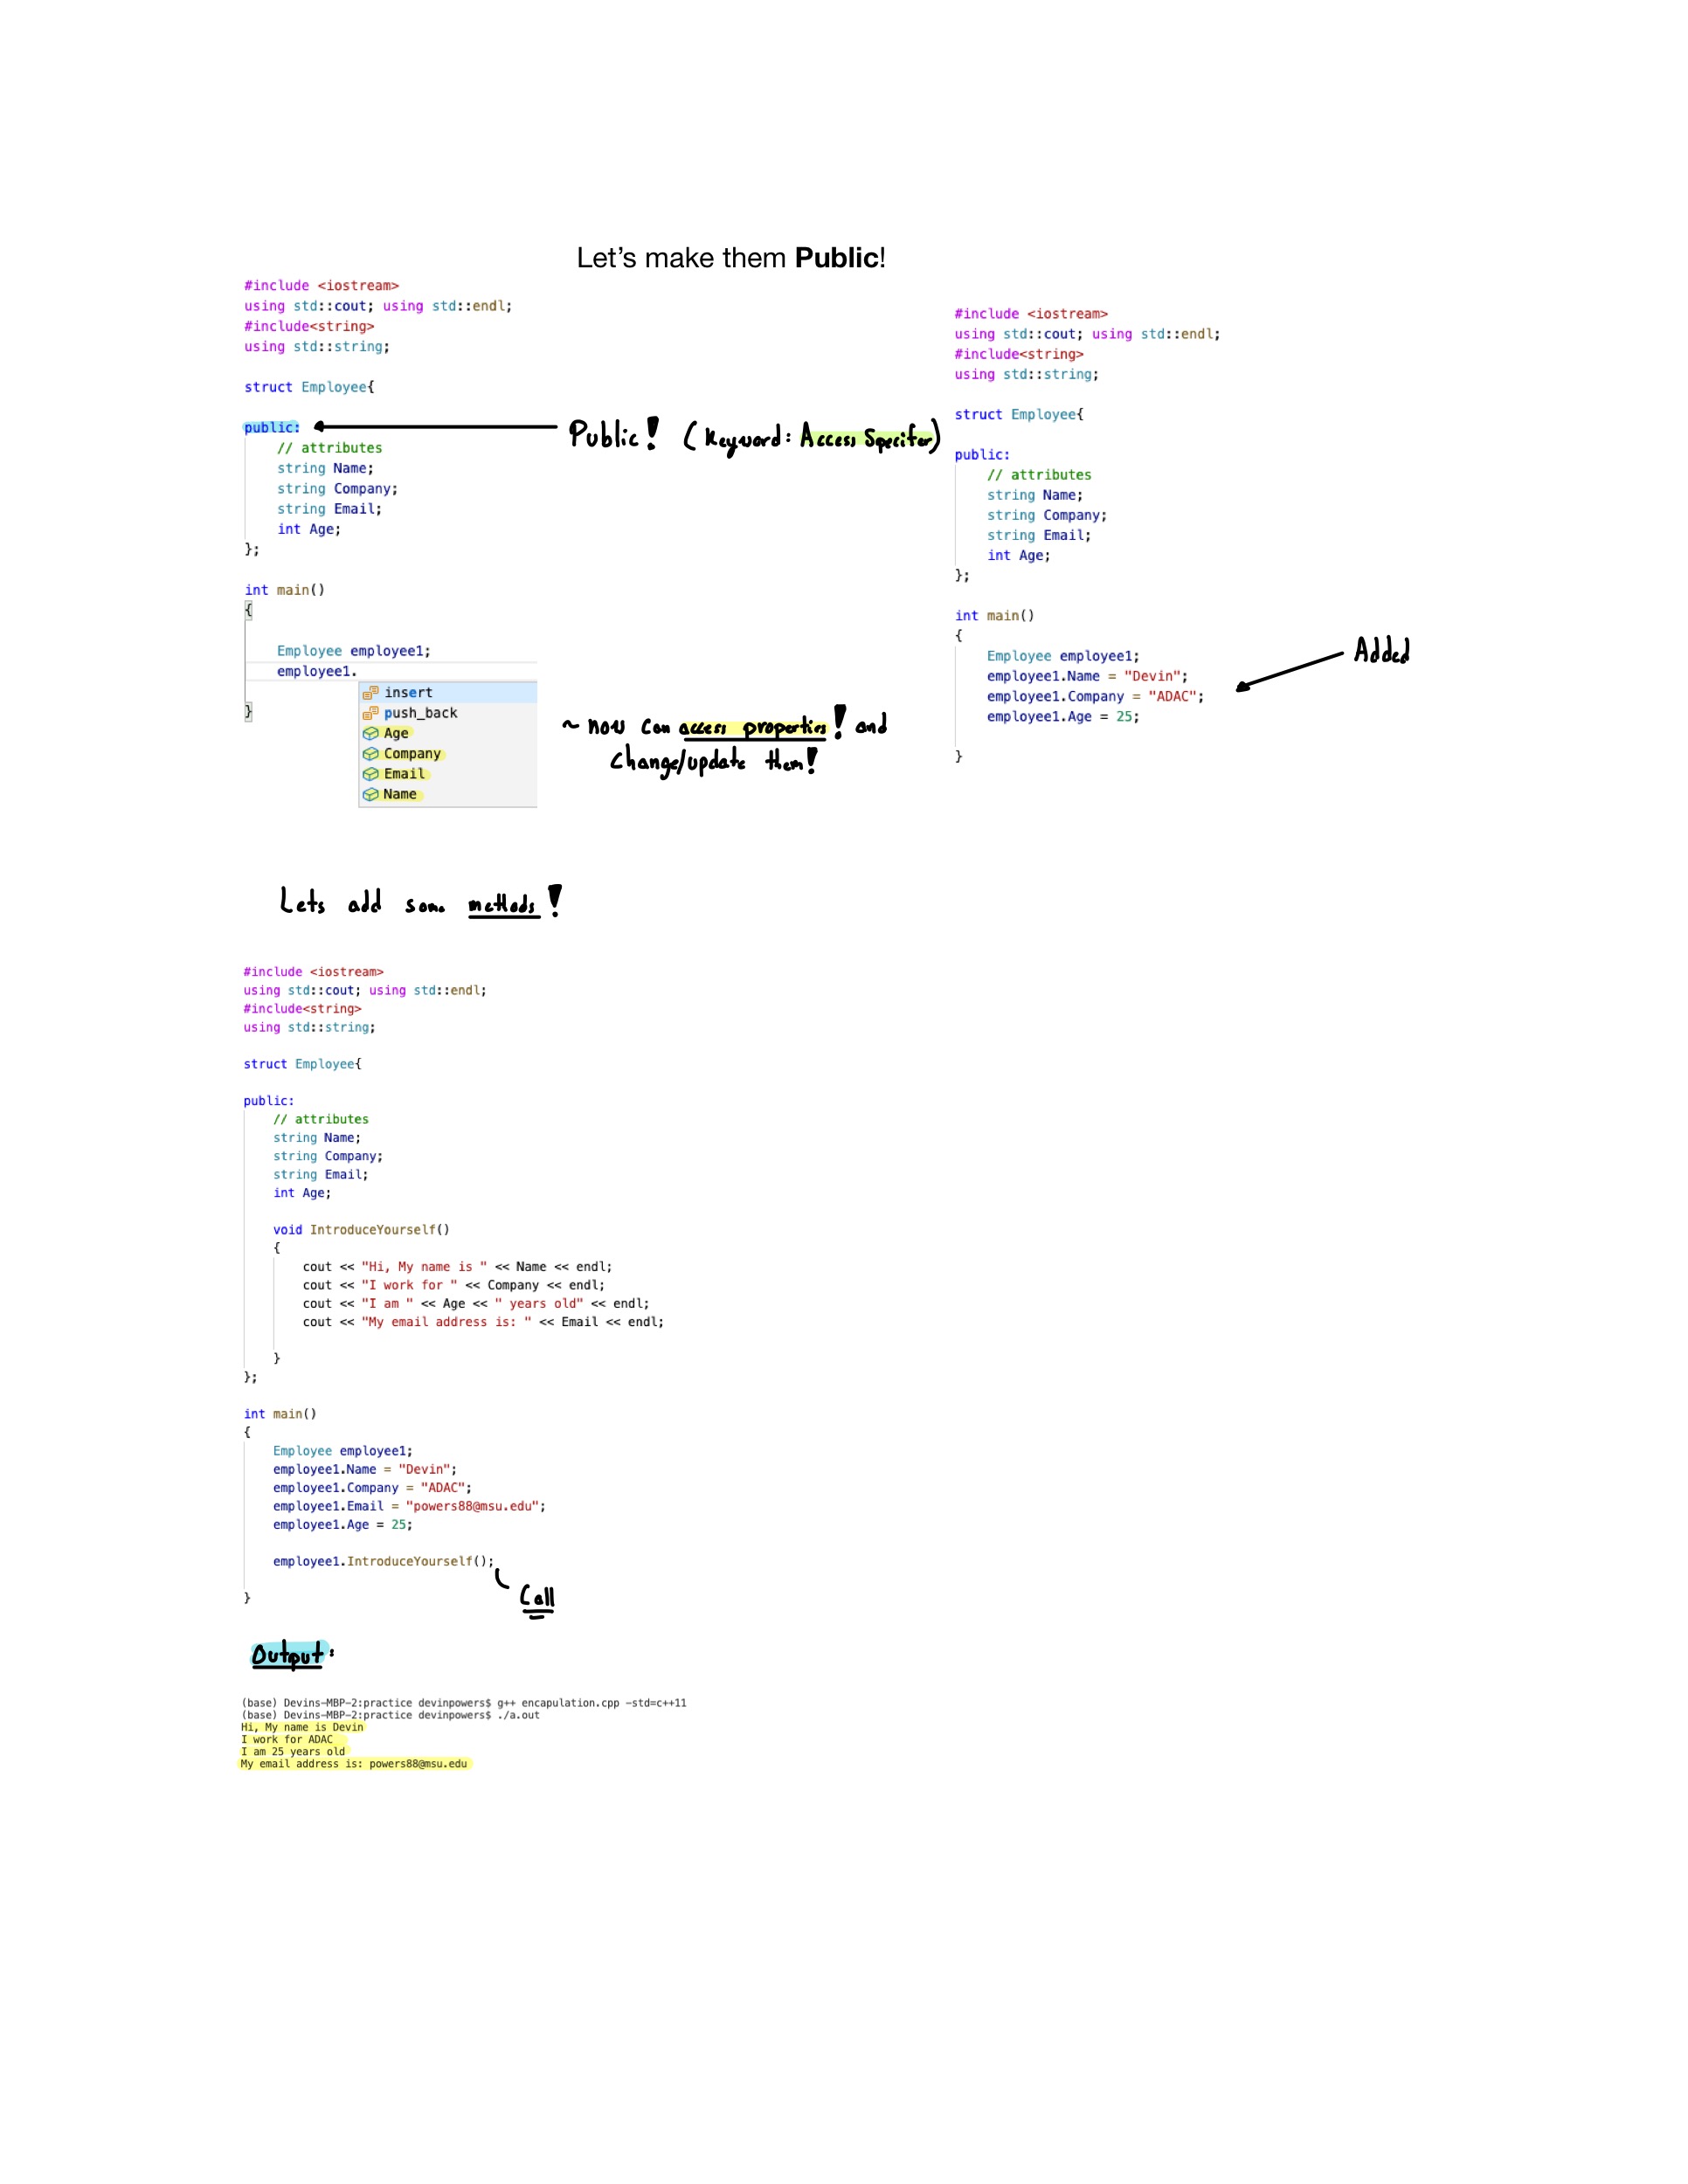 Let's make them Public!
#include <iostream>
using std::cout; using std::endl;
#include<string>
using std::string;
struct Employee{
public:
// attributes
string Name;
string Company;
string Email;
int Age;
};
int main()
{
Employee employee1;
employee1.
insert
push_back
Age
Company
Email
Name
}
Public! (Keyword: Access Specifer)
~ now can access properties! and
change/update them!
#include <iostream>
using std::cout; using std::endl;
#include<string>
using std::string;
struct Employee{
public:
// attributes
string Name;
string Company;
string Email;
int Age;
};
int main()
{
Employee employee1;
employee1.Name = "Devin";
employee1.Company = "ADAC";
employee1.Age = 25;
}
Added
Lets add some methods!
#include <iostream>
using std::cout; using std::endl;
#include<string>
using std::string;
struct Employee{
public:
// attributes
string Name;
string Company;
string Email;
int Age;
void IntroduceYourself()
{
cout << "Hi, My name is " << Name << endl;
cout << "I work for " << Company << endl;
cout << "I am " << Age << " years old" << endl;
cout << "My email address is: " << Email << endl;
}
};
int main()
{
Employee employee1;
employee1.Name = "Devin";
employee1.Company = "ADAC";
employee1.Email = "powers88@msu.edu";
employee1.Age = 25;
employee1.IntroduceYourself();
}
Call
Output:
(base) Devins-MBP-2:practice devinpowers$ g++ encapulation.cpp -std=c++11
(base) Devins-MBP-2:practice devinpowers$ ./a.out
Hi, My name is Devin
I work for ADAC
I am 25 years old
My email address is: powers88@msu.edu